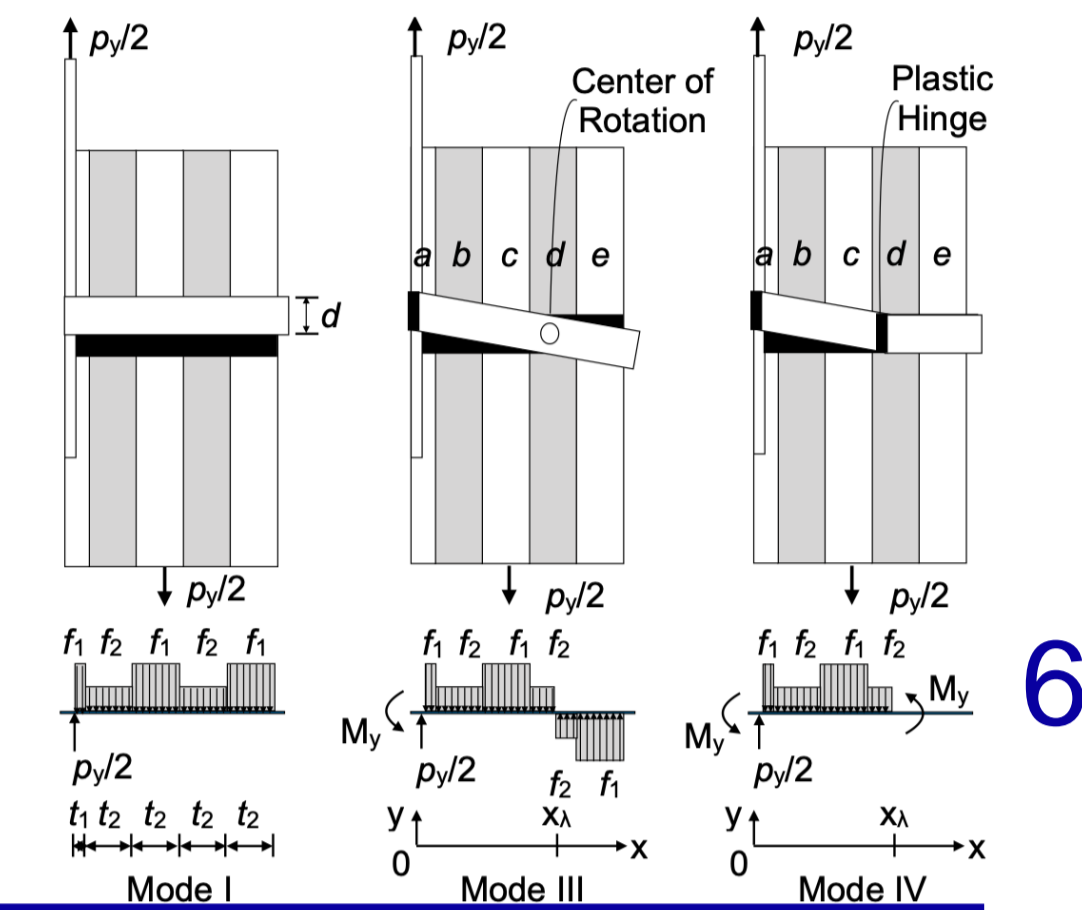 py/2 py/2 py/2
Center of
Rotation
Plastic
Hinge
a b c d e a b c d e
d
py/2 py/2 py/2
f1 f2 f1 f2 f1 f1 f2 f1 f2 f1 f2 f1 f2
6
My My My
py/2 py/2 f2 f1 py/2
t1 t2 t2 t2 t2 y xλ y xλ
0 x 0 x
Mode I Mode III Mode IV